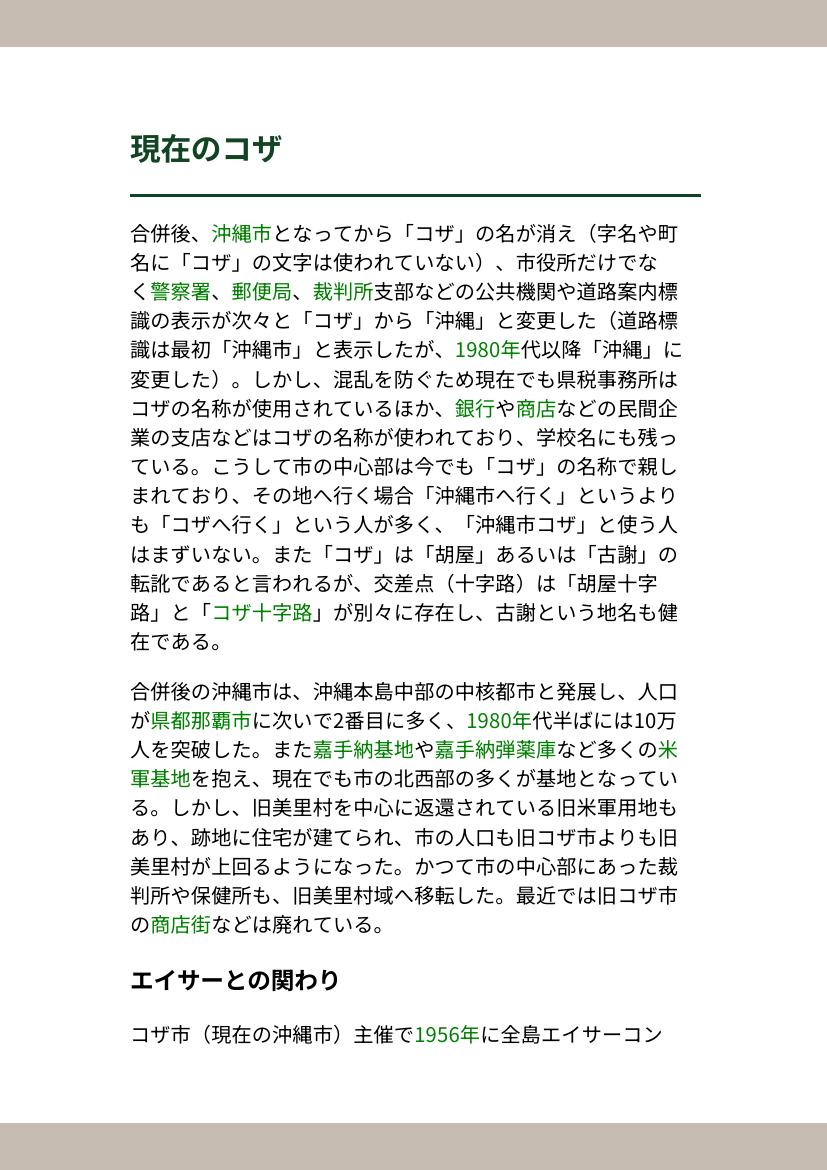 現在のコザ
合併後、沖縄市となってから「コザ」の名が消え（字名や町
名に「コザ」の文字は使われていない）、市役所だけでな
く警察署、郵便局、裁判所支部などの公共機関や道路案内標
識の表示が次々と「コザ」から「沖縄」と変更した（道路標
識は最初「沖縄市」と表示したが、1980年代以降「沖縄」に
変更した）。しかし、混乱を防ぐため現在でも県税事務所は
コザの名称が使用されているほか、銀行や商店などの民間企
業の支店などはコザの名称が使われており、学校名にも残っ
ている。こうして市の中心部は今でも「コザ」の名称で親し
まれており、その地へ行く場合「沖縄市へ行く」というより
も「コザへ行く」という人が多く、「沖縄市コザ」と使う人
はまずいない。また「コザ」は「胡屋」あるいは「古謝」の
転訛であると言われるが、交差点（十字路）は「胡屋十字
路」と「コザ十字路」が別々に存在し、古謝という地名も健
在である。
合併後の沖縄市は、沖縄本島中部の中核都市と発展し、人口
が県都那覇市に次いで2番目に多く、1980年代半ばには10万
人を突破した。また嘉手納基地や嘉手納弾薬庫など多くの米
軍基地を抱え、現在でも市の北西部の多くが基地となってい
る。しかし、旧美里村を中心に返還されている旧米軍用地も
あり、跡地に住宅が建てられ、市の人口も旧コザ市よりも旧
美里村が上回るようになった。かつて市の中心部にあった裁
判所や保健所も、旧美里村域へ移転した。最近では旧コザ市
の商店街などは廃れている。
エイサーとの関わり
コザ市（現在の沖縄市）主催で1956年に全島エイサーコン